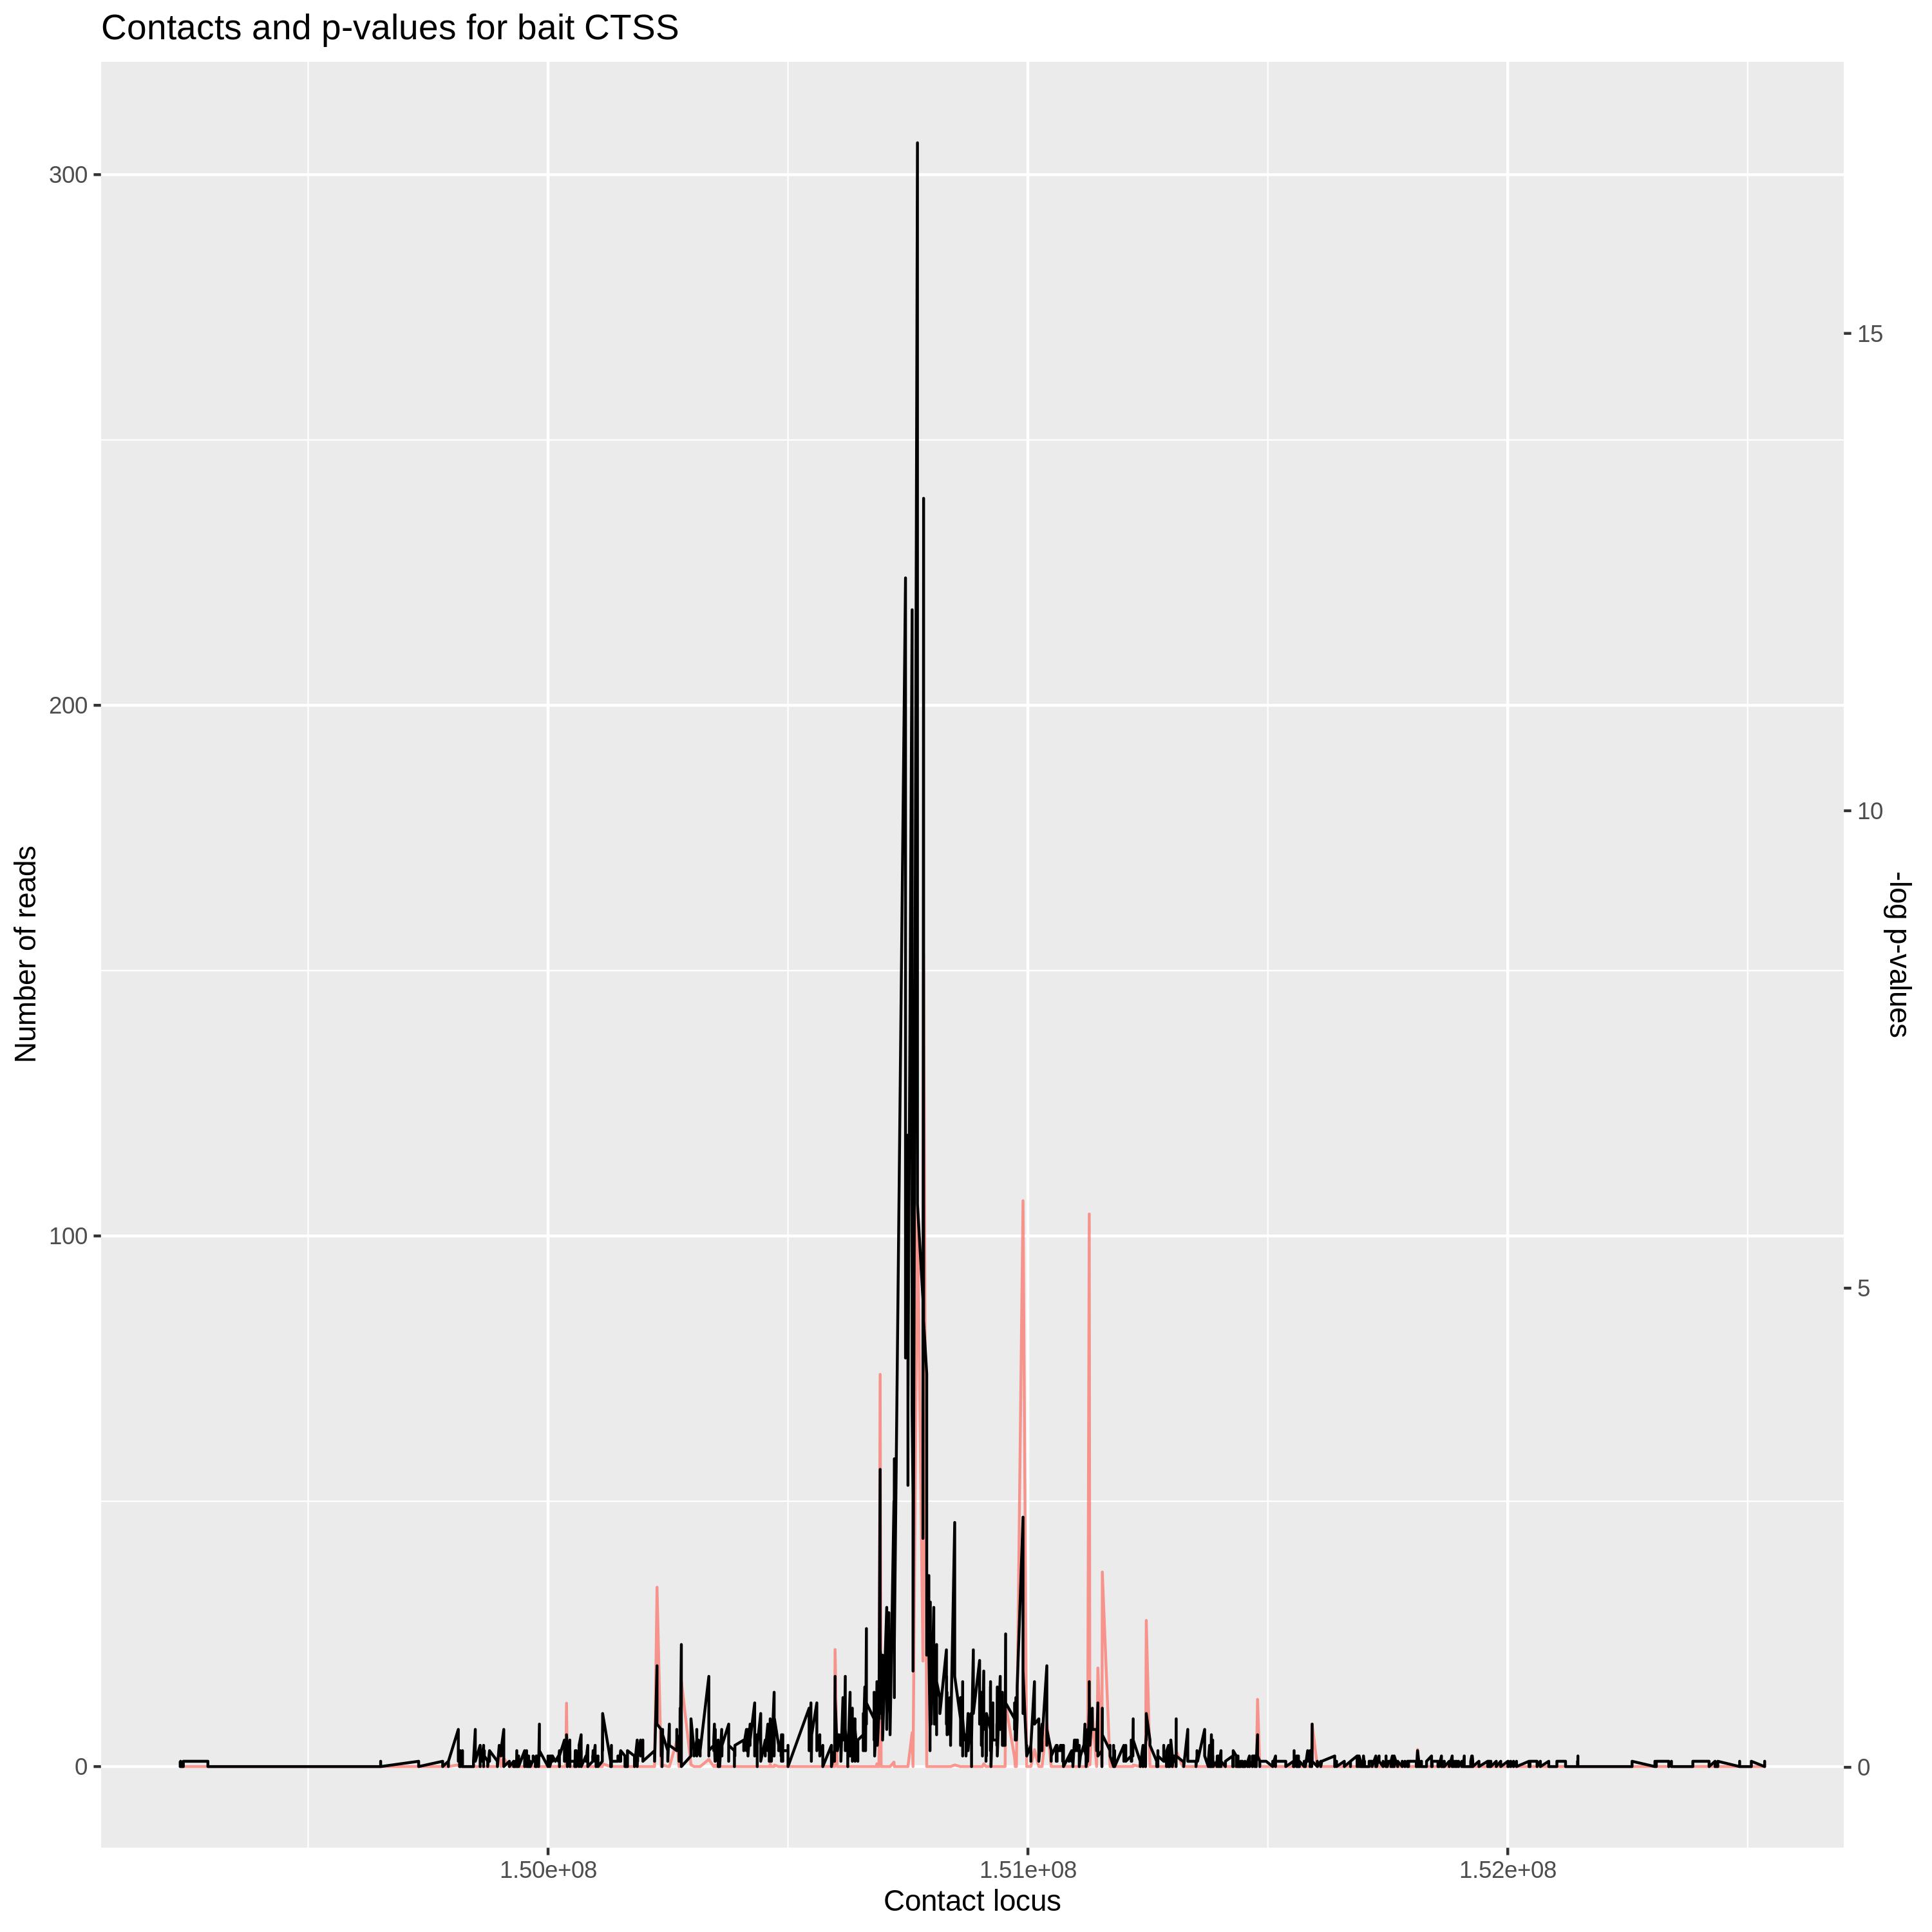 Contacts and p-values for bait CTSS
300
200
100
0
Number of reads
15
10
5
0
-log p-values
1.50e+08
1.51e+08
1.52e+08
Contact locus